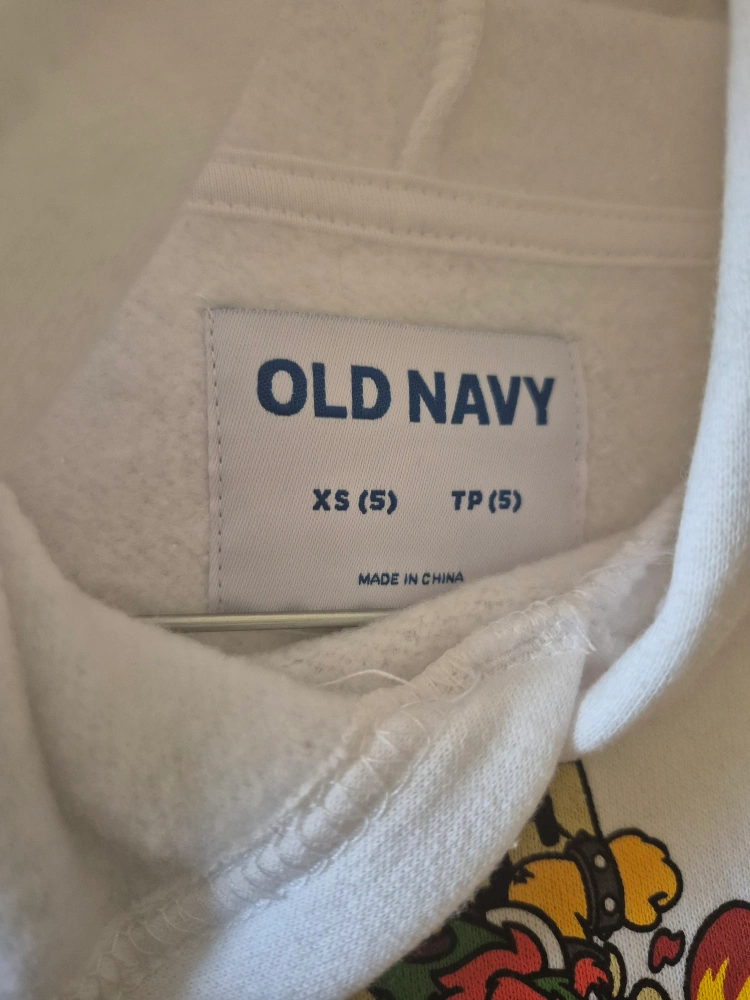 OLD NAVY
XS (5) TP (5)
MADE IN CHINA